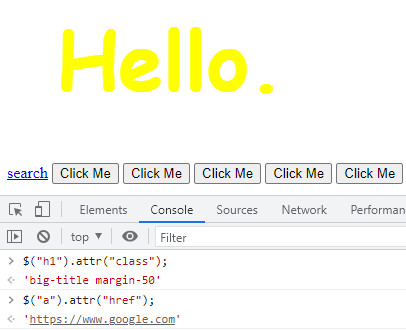 Hello.
search Click Me Click Me Click Me Click Me Click Me
Elements Console Sources Network Performan
top Filter
> $("h1").attr("class");
'big-title margin-50'
> $("a").attr("href");
'https://www.google.com'